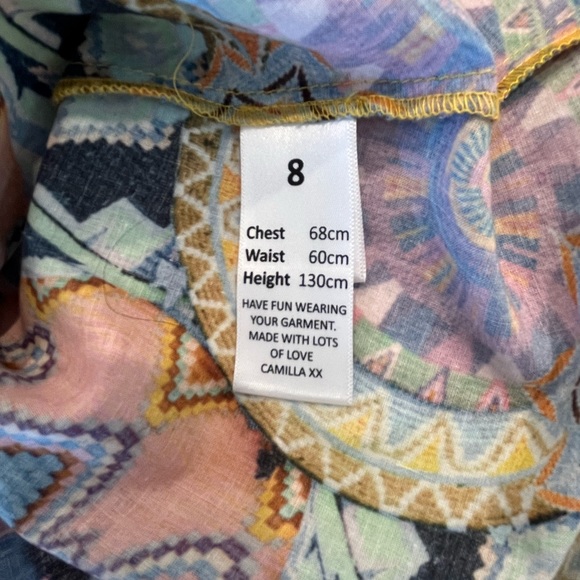 8
Chest 68cm
Waist 60cm
Height 130cm
HAVE FUN WEARING
YOUR GARMENT.
MADE WITH LOTS
OF LOVE
CAMILLA XX